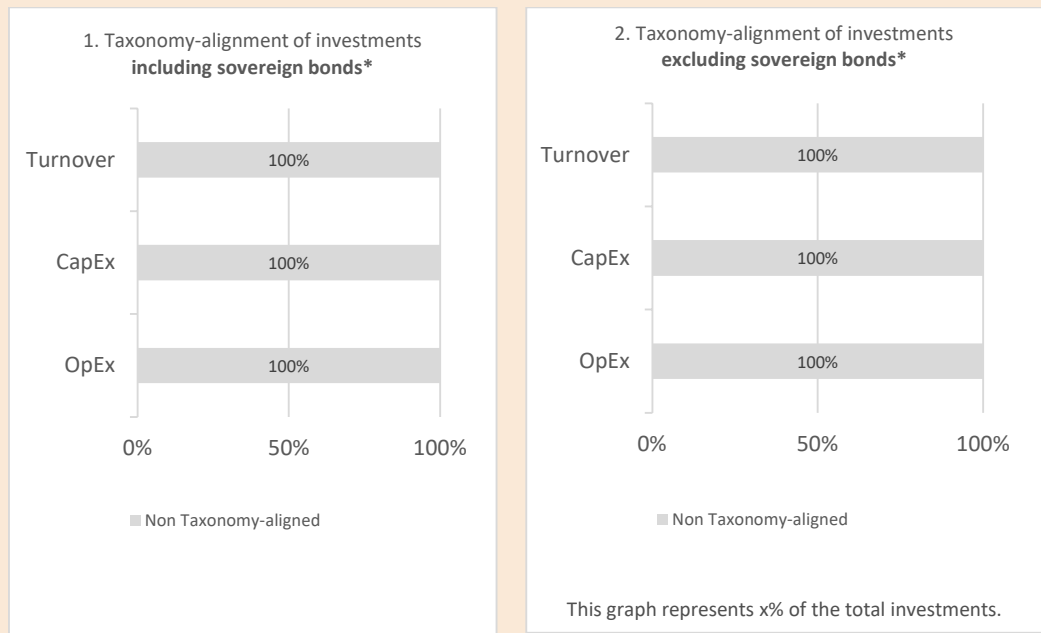 1. Taxonomy-alignment of investments
including sovereign bonds*
Turnover
100%
CapEx
100%
OpEx
100%
0%
50%
100%
Non Taxonomy-aligned
2. Taxonomy-alignment of investments
excluding sovereign bonds*
Turnover
100%
CapEx
100%
OpEx
100%
0%
50%
100%
Non Taxonomy-aligned
This graph represents x% of the total investments.